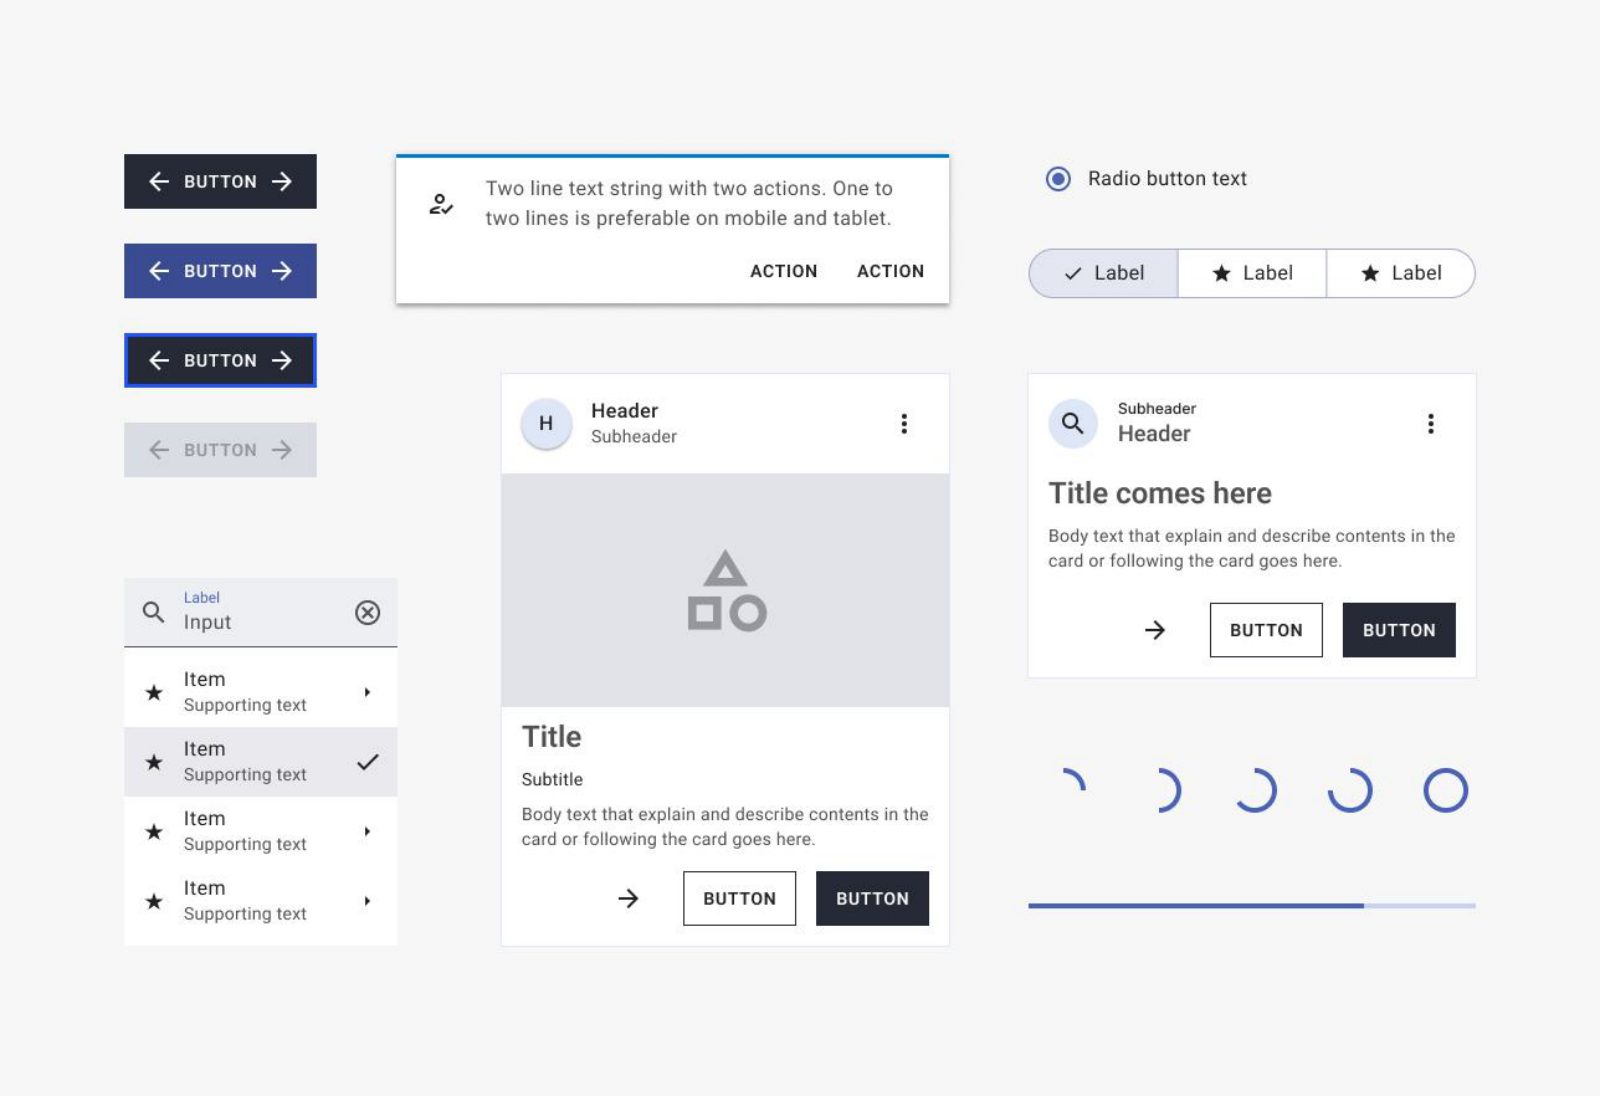 BUTTON
BUTTON
BUTTON
BUTTON
Two line text string with two actions. One to
two lines is preferable on mobile and tablet.
ACTION ACTION
Radio button text
Label Label Label
Label
Input
Item
Supporting text
Item
Supporting text
Item
Supporting text
Item
Supporting text
H
Header
Subheader
Title
Subtitle
Body text that explain and describe contents in the
card or following the card goes here.
BUTTON BUTTON
Subheader
Header
Title comes here
Body text that explain and describe contents in the
card or following the card goes here.
BUTTON BUTTON